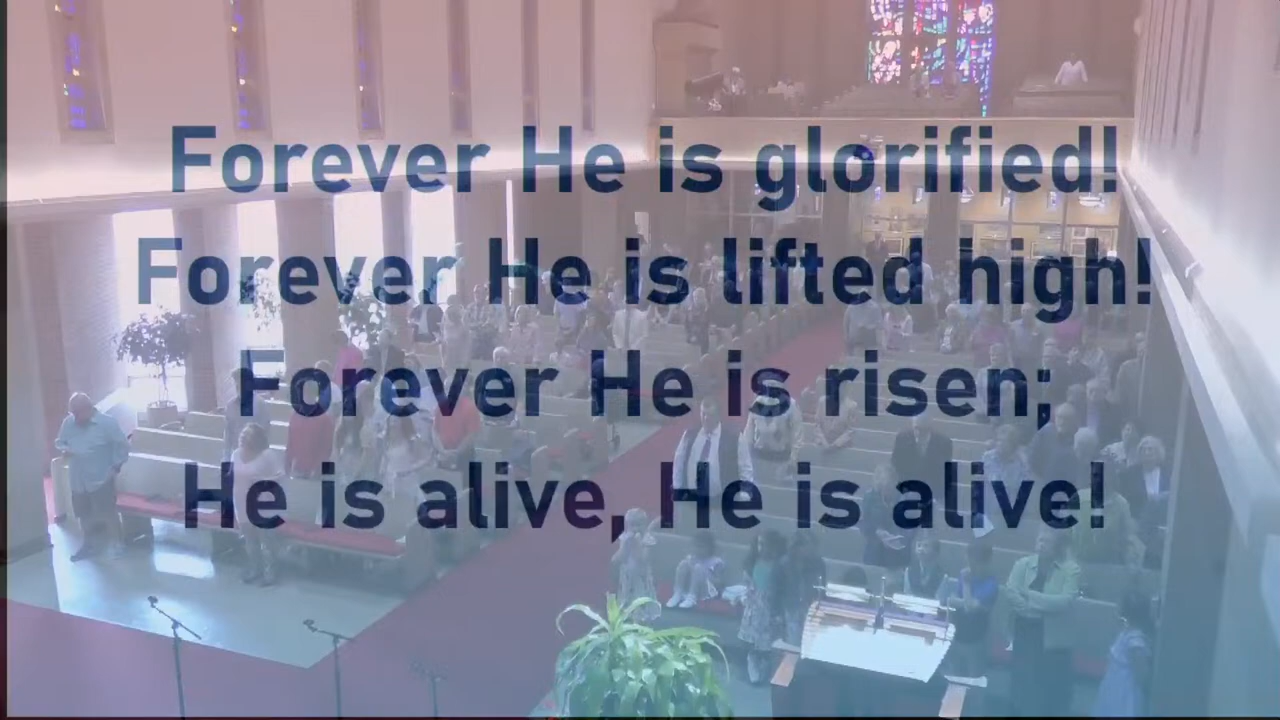 Forever He is glorified!
Forever He is lifted high!
Forever He is risen;
He is alive, He is alive!